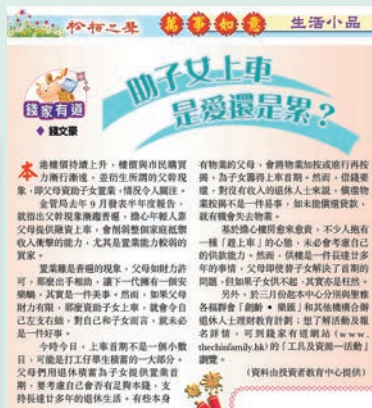 松栢之聲
萬事如意
生活小品
錢家有道
◆ 錢文豪
助子女上車
是愛還是累？
本港樓價持續上升，樓價與市民購買
力漸行漸遠，並衍生所謂的父幹現
象，即父母資助子女置業，情況令人關注。
金管局去年 9 月發表半年度報告，
就指出父幹現象漸趨普遍，擔心年輕人靠
父母提供融資上車，會削弱整個家庭抵禦
收入衝擊的能力，尤其是置業能力較弱的
買家。
置業雖是普遍的現象，父母如財力許
可，那麼出手相助，讓下一代擁有一個安
樂蝸，其實是一件美事。然而，如果父母
財力有限，那麼資助子女上車，就會令自
己左支右絀，對自己和子女而言，就未必
是一件好事。
今時今日，上車首期不是一個小數
目，可能是打工仔畢生積蓄的一大部分。
父母們用退休積蓄為子女提供置業首
期，要考慮自己會否有足夠本錢，支
持長達廿多年的退休生活。有些本身
有物業的父母，會將物業加按或進行再按
揭，為子女籌得上車首期。然而，借錢要
還，對沒有收入的退休人士來說，償還物
業按揭不是一件易事，如未能償還貸款，
就有機會失去物業。
基於擔心樓房愈來愈貴，不少人抱有
一種「趕上車」的心態，未必會考慮自己
的供款能力。然而，供樓是一件長達廿多
年的事情，父母即使替子女解決了首期的
問題，但如果子女供不起，其實亦是枉然。
另外，於三月份起本中心分別與聖雅
各福群會「創齡 • 樂匯」和其他機構合辦
退休人士理財教育計劃；想了解活動及報
名詳情，可到錢家有道網站 (www.
thechinfamily.hk) 的「工具及資源—活動」
瀏覽。
(資料由投資者教育中心提供)